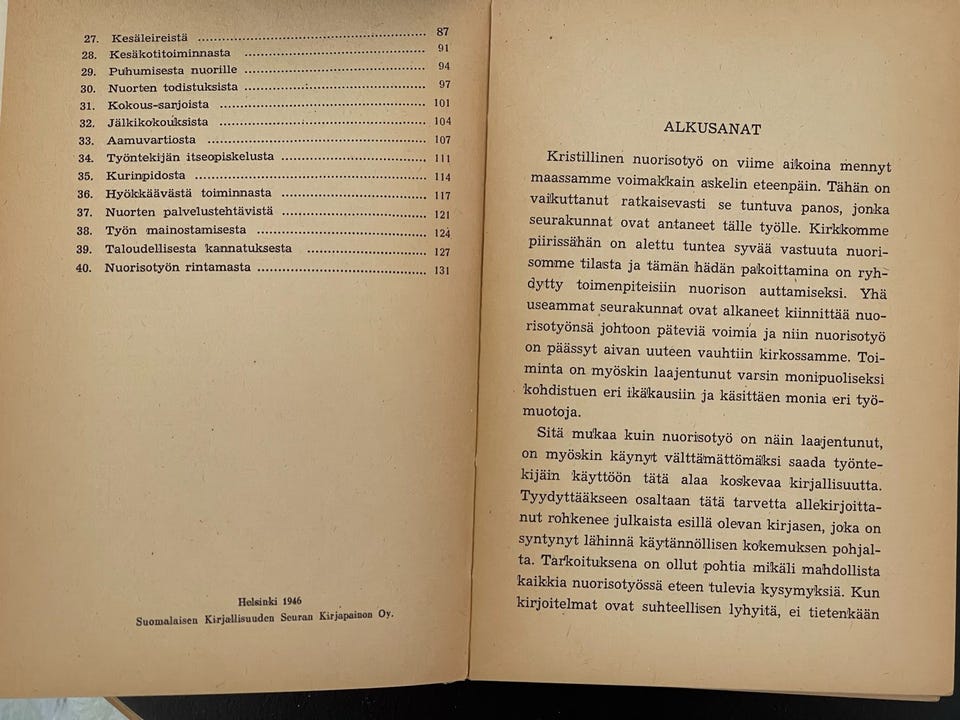 27. Kesäleireistä ........ 87
28. Kesäkotitoiminnasta ........ 91
29. Puhumisesta nuorille ........ 94
30. Nuorten todistuksista ........ 97
31. Kokous-sarjoista ........ 101
32. Jälkikokouksista ........ 104
33. Aamuvartiosta ........ 107
34. Työntekijän itseopiskelusta ........ 111
35. Kurinpidosta ........ 114
36. Hyökkäävästä toiminnasta ........ 117
37. Nuorten palvelustehtävistä ........ 121
38. Työn mainostamisesta ........ 124
39. Taloudellisesta kannatuksesta ........ 127
40. Nuorisotyön rintamasta ........ 131
Helsinki 1946
Suomalaisen Kirjallisuuden Seuran Kirjapainon Oy.
ALKUSANAT
Kristillinen nuorisotyö on viime aikoina mennyt
maassamme voimakkain askelin eteenpäin. Tähän on
vaikuttanut ratkaisevasti se tuntuva panos, jonka
seurakunnat ovat antaneet tälle työlle. Kirkkomme
piirissähän on alettu tuntea syvää vastuuta nuori-
somme tilasta ja tämän hädän pakoittamina on ryh-
dytty toimenpiteisiin nuorison auttamiseksi. Yhä
useammat seurakunnat ovat alkaneet kiinnittää nuo-
risotyönsä johtoon päteviä voimia ja niin nuorisotyö
on päässyt aivan uuteen vauhtiin kirkossamme. Toi-
minta on myöskin laajentunut varsin monipuoliseksi
kohdistuen eri ikäkausiin ja käsittäen monia eri työ-
muotoja.
Sitä mukaa kuin nuorisotyö on näin laajentunut,
on myöskin käynyt välttämättömäksi saada työnte-
kijäin käyttöön tätä alaa koskevaa kirjallisuutta.
Tyydyttääkseen osaltaan tätä tarvetta allekirjoitta-
nut rohkenee julkaista esillä olevan kirjasen, joka on
syntynyt lähinnä käytännöllisen kokemuksen pohjal-
ta. Tarkoituksena on ollut pohtia mikäli mahdollista
kaikkia nuorisotyössä eteen tulevia kysymyksiä. Kun
kirjoitelmat ovat suhteellisen lyhyitä, ei tietenkään